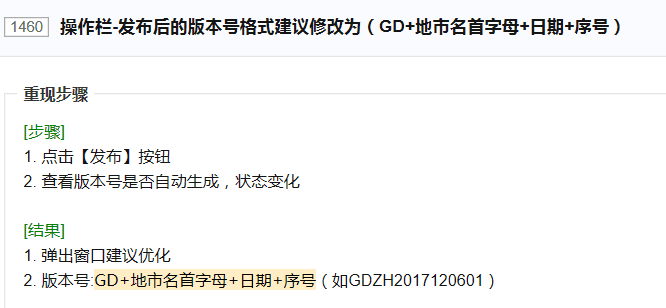 1460 操作栏-发布后的版本号格式建议修改为（GD+地市名首字母+日期+序号）
重现步骤
[步骤]
1. 点击【发布】按钮
2. 查看版本号是否自动生成，状态变化
[结果]
1. 弹出窗口建议优化
2. 版本号:GD+地市名首字母+日期+序号（如GDZH2017120601）